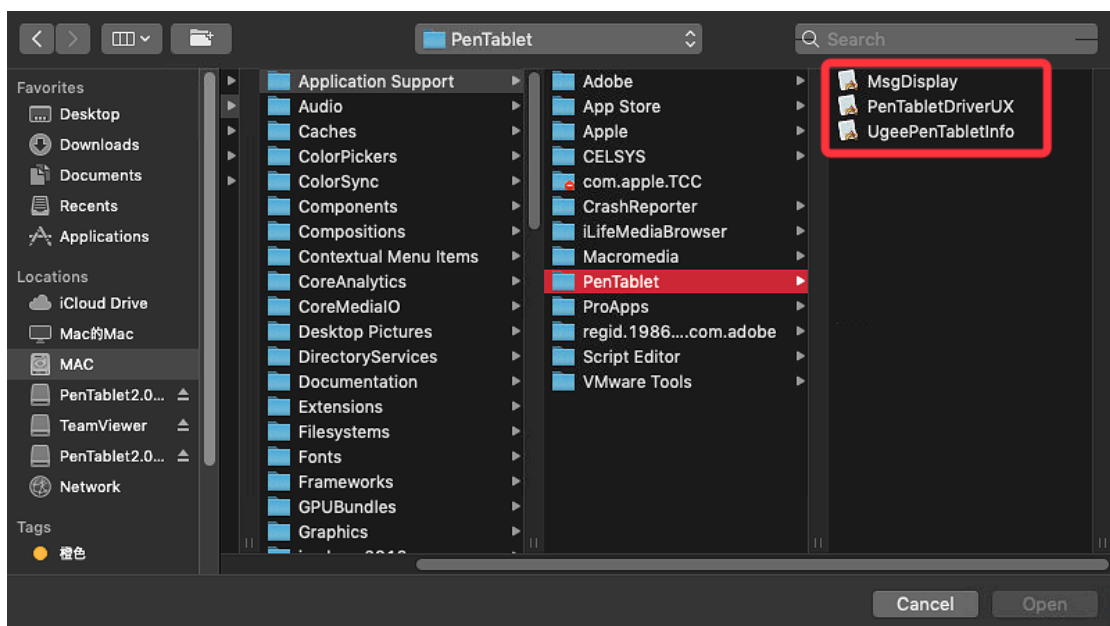 PenTablet
Search
Favorites
Desktop
Downloads
Documents
Recents
Applications
Locations
iCloud Drive
Mac的Mac
MAC
PenTablet2.0...
TeamViewer
PenTablet2.0...
Network
Tags
橙色
Application Support
Audio
Caches
ColorPickers
ColorSync
Components
Compositions
Contextual Menu Items
CoreAnalytics
CoreMediaIO
Desktop Pictures
DirectoryServices
Documentation
Extensions
Filesystems
Fonts
Frameworks
GPUBundles
Graphics
Adobe
App Store
Apple
CELSYS
com.apple.TCC
CrashReporter
iLifeMediaBrowser
Macromedia
PenTablet
ProApps
regid.1986....com.adobe
Script Editor
VMware Tools
MsgDisplay
PenTabletDriverUX
UgeePenTabletInfo
Cancel
Open